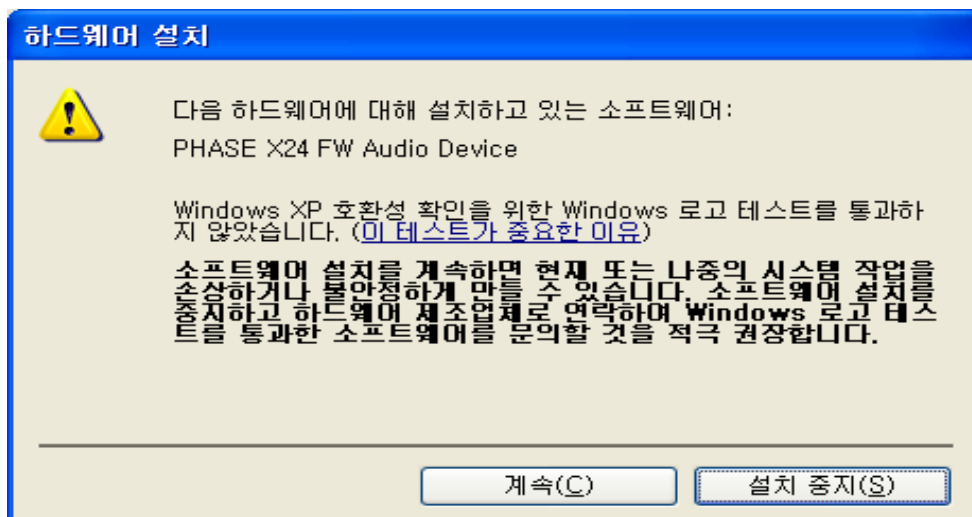 하드웨어 설치
다음 하드웨어에 대해 설치하고 있는 소프트웨어:
PHASE X24 FW Audio Device
Windows XP 호환성 확인을 위한 Windows 로고 테스트를 통과하
지 않았습니다. (이 테스트가 중요한 이유)
소프트웨어 설치를 계속하면 현재 또는 나중의 시스템 작업을
손상하거나 불안정하게 만들 수 있습니다. 소프트웨어 설치를
중지하고 하드웨어 제조업체로 연락하여 Windows 로고 테스
트를 통과한 소프트웨어를 문의할 것을 적극 권장합니다.
계속(C)
설치 중지(S)